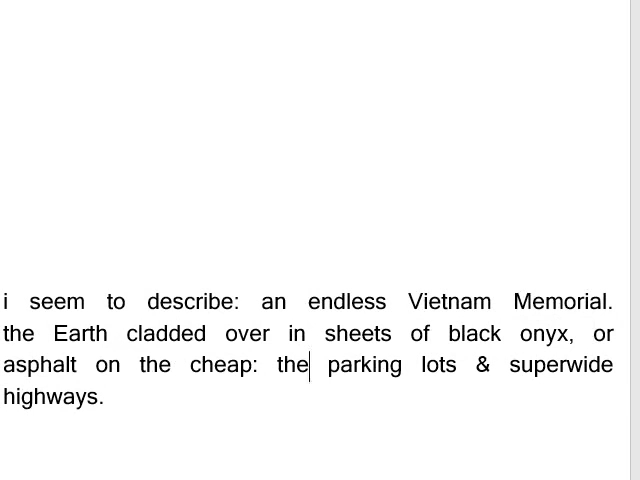 i seem to describe: an endless Vietnam Memorial.
the Earth cladded over in sheets of black onyx, or
asphalt on the cheap: the parking lots & superwide
highways.